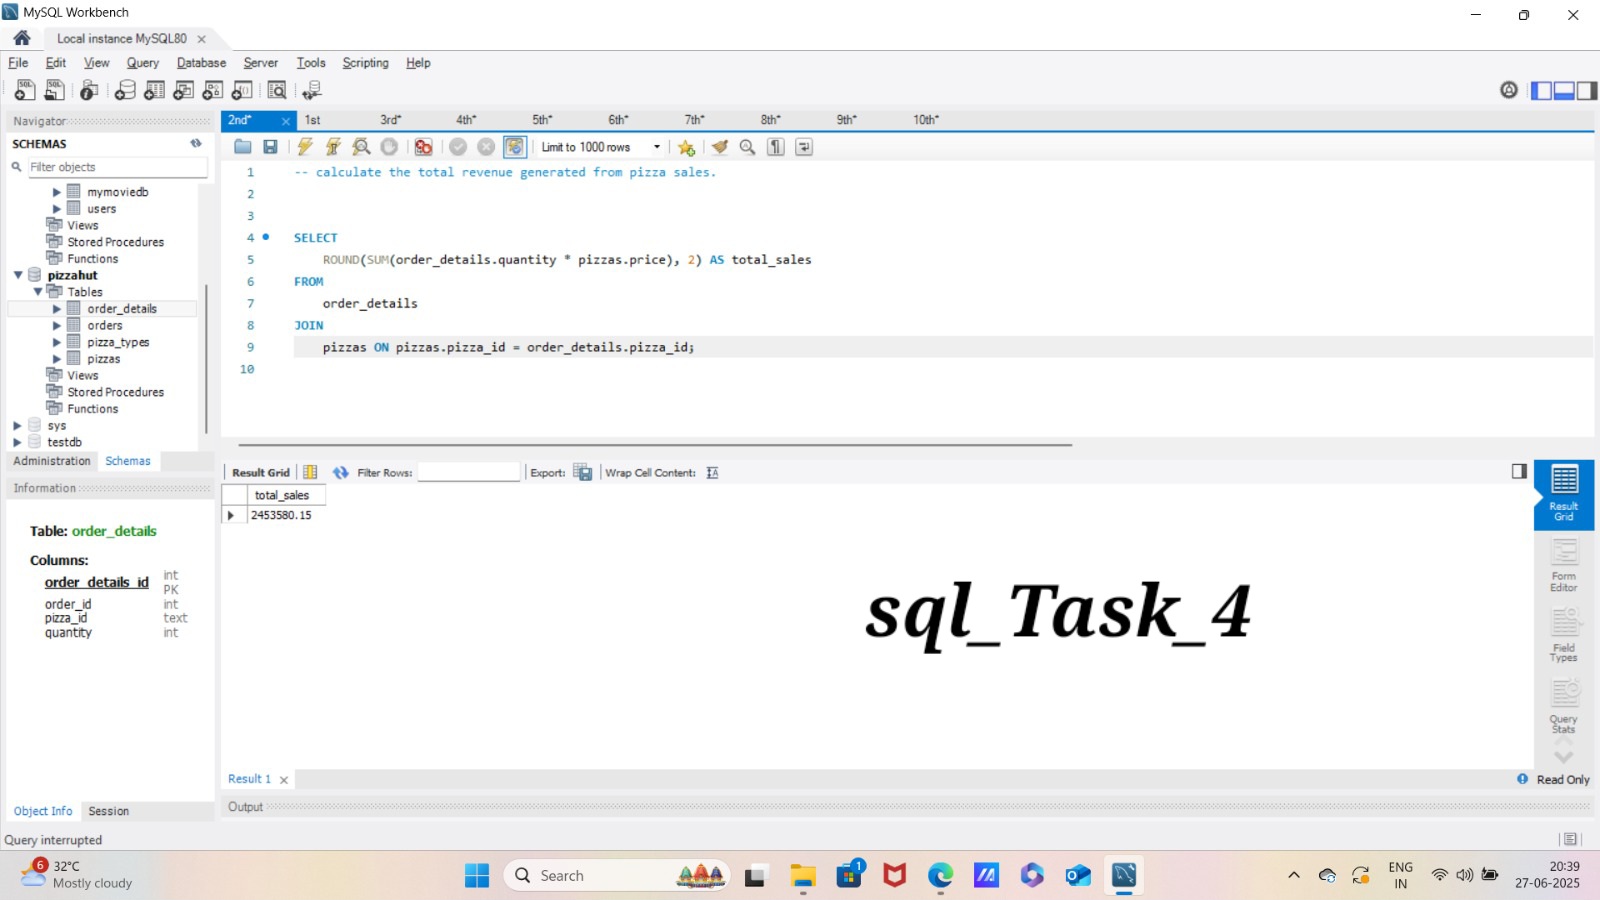 MySQL Workbench
Local instance MySQL80
File Edit View Query Database Server Tools Scripting Help
Navigator
SCHEMAS
Filter objects
mymoviedb
users
Views
Stored Procedures
Functions
pizzahut
Tables
order_details
orders
pizza_types
pizzas
Views
Stored Procedures
Functions
sys
testdb
Administration Schemas
Information
Table: order_details
Columns:
order_details_id int PK
order_id int
pizza_id text
quantity int
Object Info Session
Query interrupted
2nd* 1st 3rd* 4th* 5th* 6th* 7th* 8th* 9th* 10th*
Limit to 1000 rows
1 -- calculate the total revenue generated from pizza sales.
2
3
4 SELECT
5 ROUND(SUM(order_details.quantity * pizzas.price), 2) AS total_sales
6 FROM
7 order_details
8 JOIN
9 pizzas ON pizzas.pizza_id = order_details.pizza_id;
10
Result Grid Filter Rows: Export: Wrap Cell Content:
total_sales
2453580.15
sql_Task_4
Result Grid
Form Editor
Field Types
Query Stats
Result 1
Read Only
Output
6
32°C
Mostly cloudy
Search
1
ENG
IN
20:39
27-06-2025